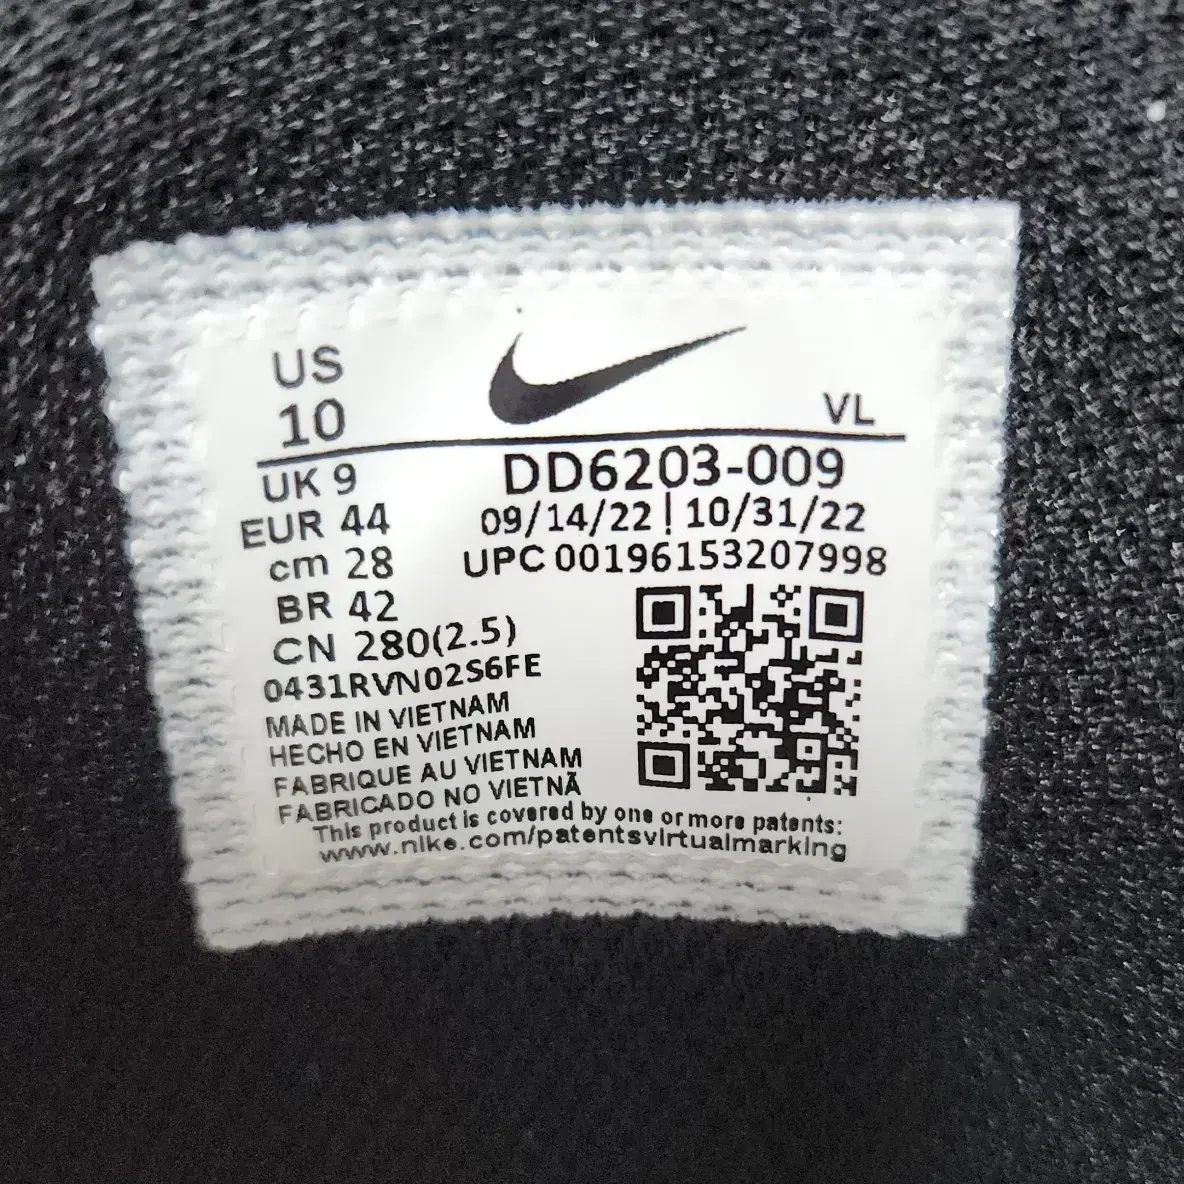 US
10
VL
UK 9
EUR 44
cm 28
BR 42
CN 280(2.5)
DD6203-009
09/14/22 | 10/31/22
UPC 00196153207998
0431RVN02S6FE
MADE IN VIETNAM
HECHO EN VIETNAM
FABRIQUE AU VIETNAM
FABRICADO NO VIETNÃ
This product is covered by one or more patents:
www.nike.com/patentsvirtualmarking